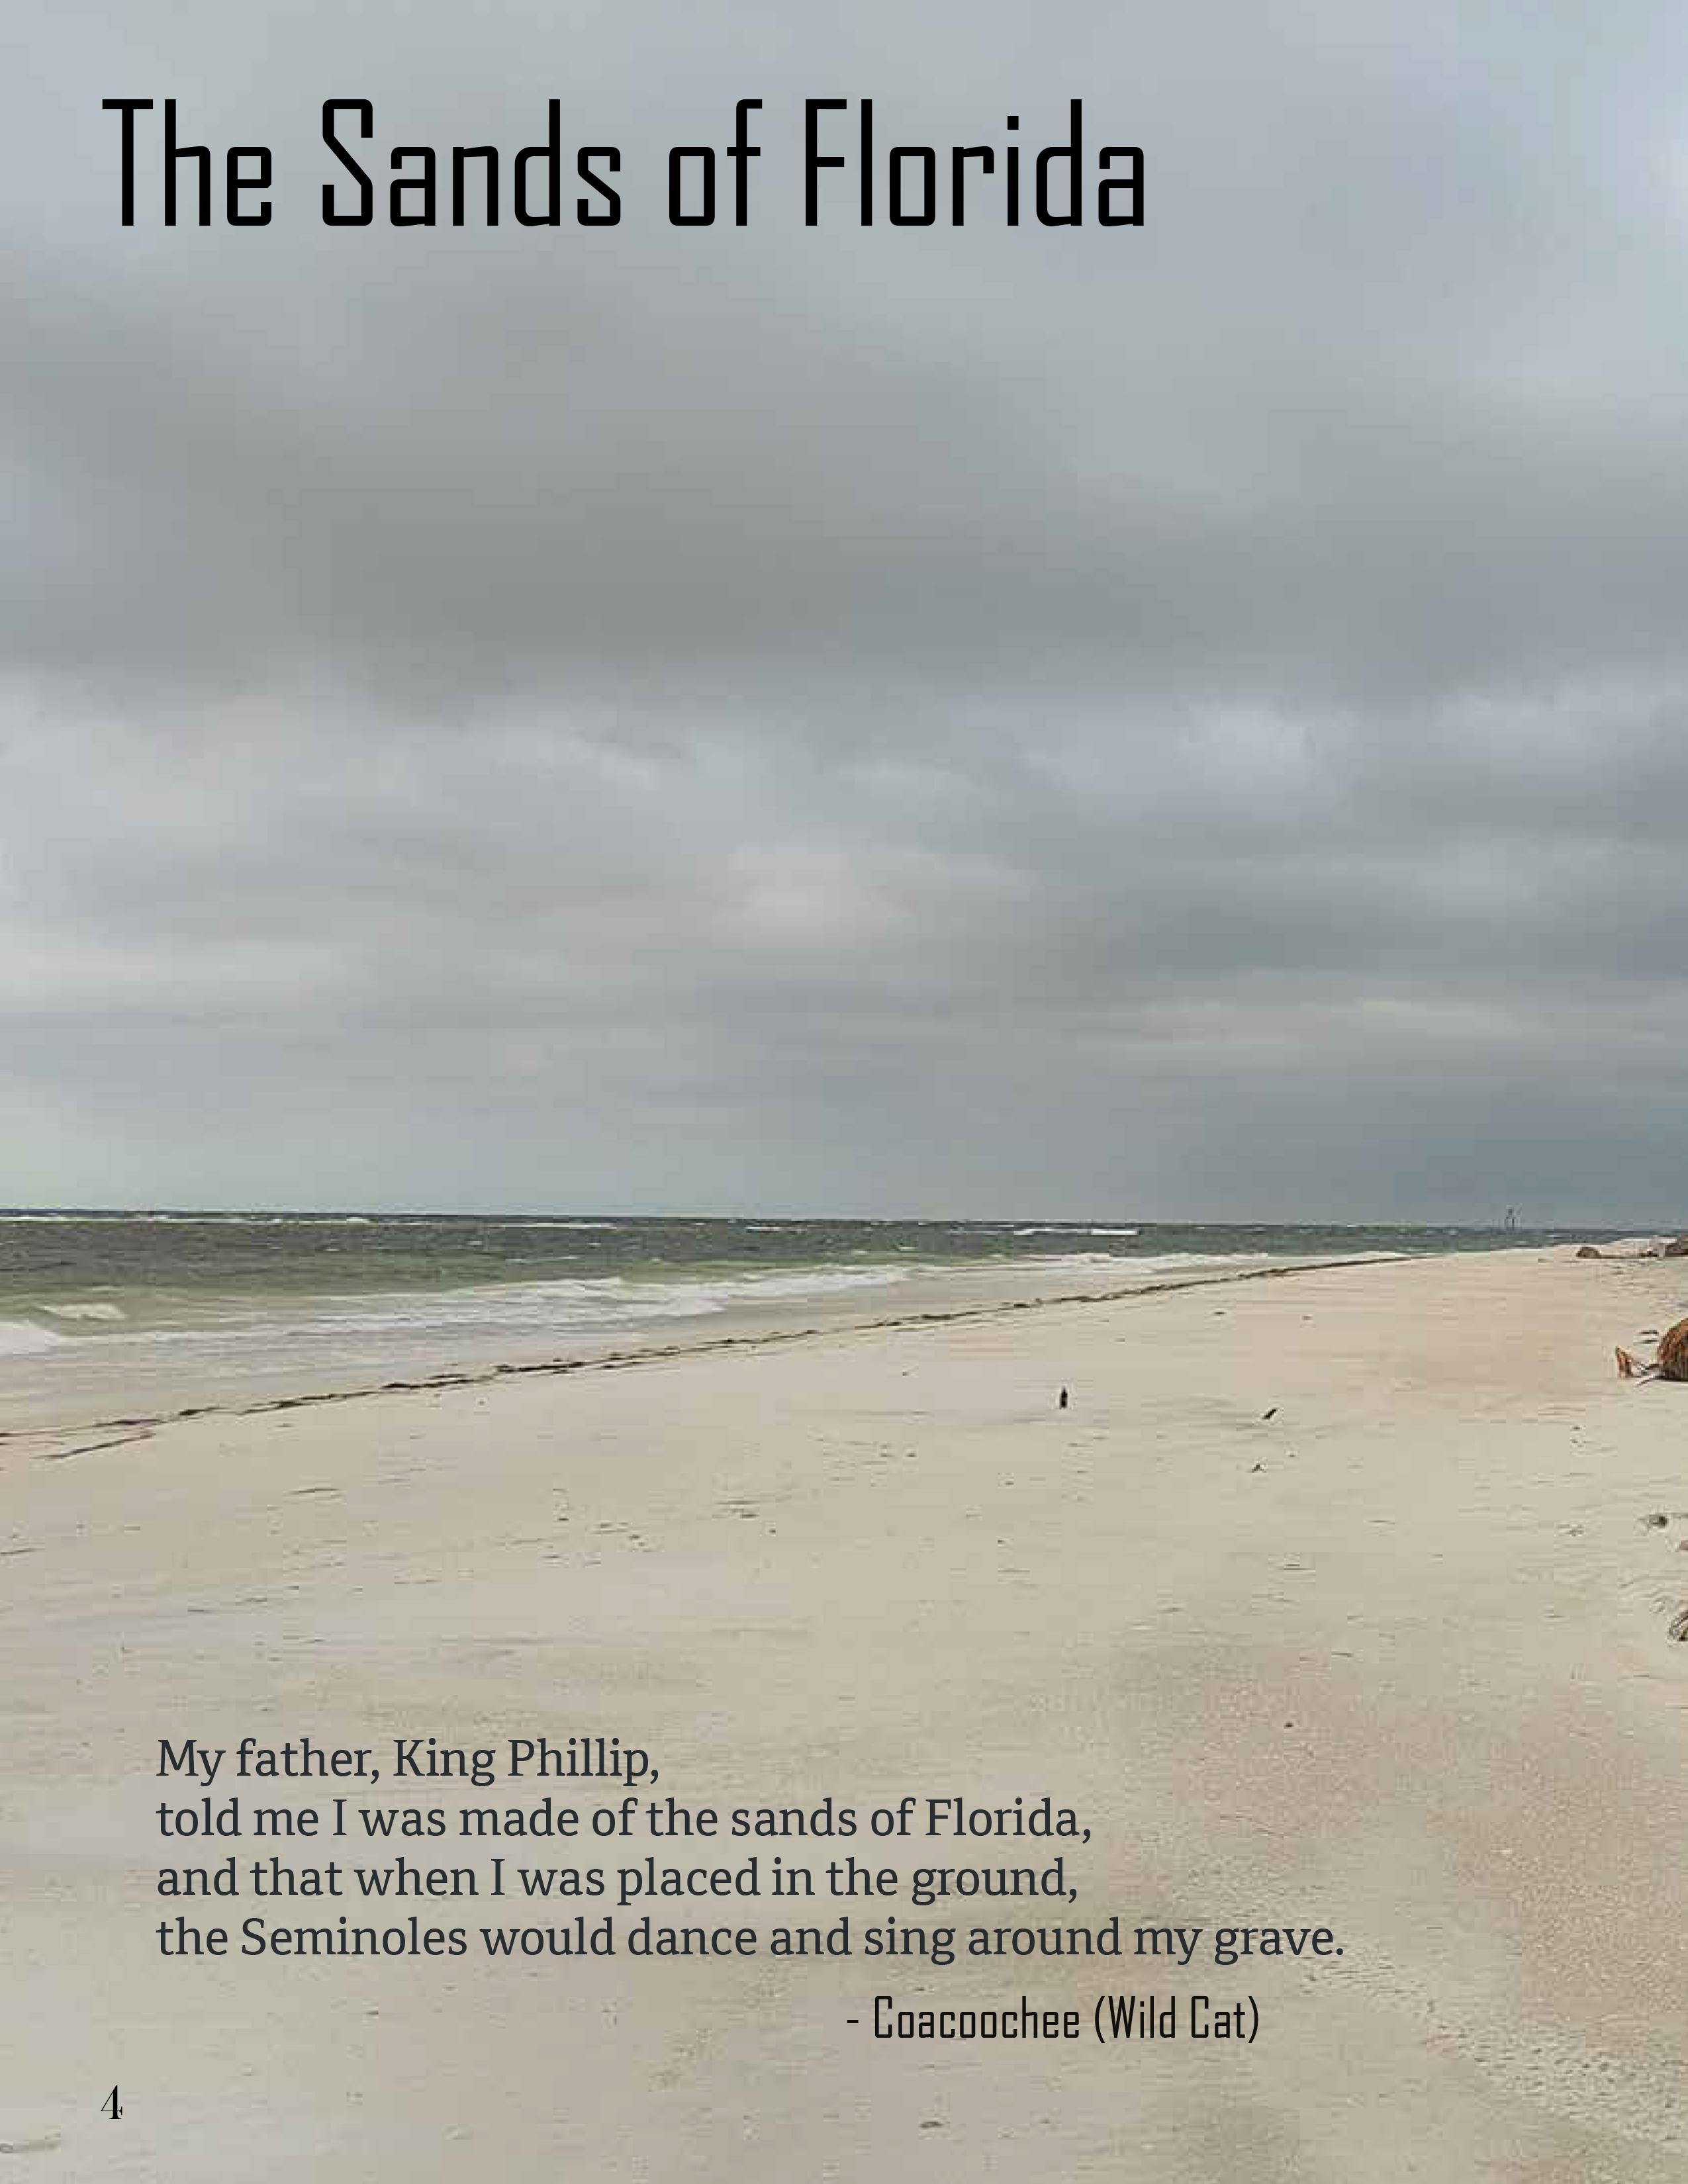 The Sands of Florida
My father, King Phillip,
told me I was made of the sands of Florida,
and that when I was placed in the ground,
the Seminoles would dance and sing around my grave.
- Coacoochee (Wild Cat)
4